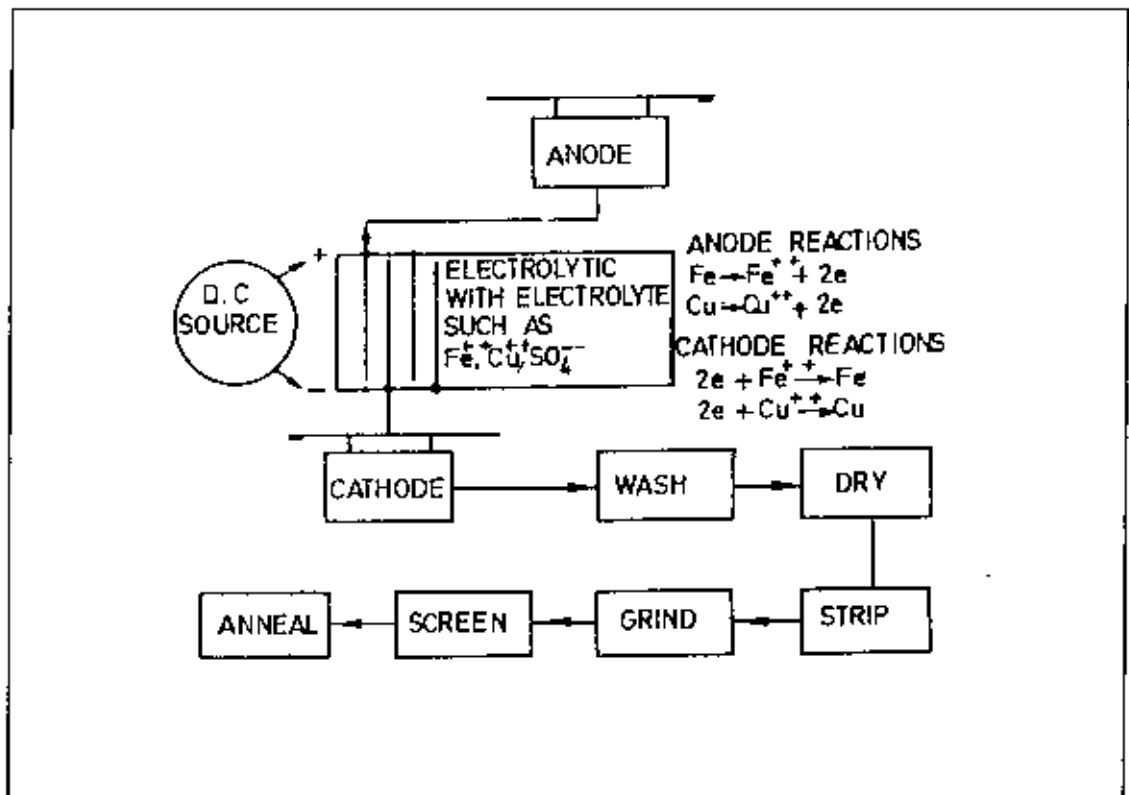 ANODE
ANODE REACTIONS
Fe → Fe++ + 2e
Cu → Cu++ + 2e
CATHODE REACTIONS
2e + Fe++ → Fe
2e + Cu++ → Cu
+
D.C
SOURCE
−
ELECTROLYTIC
WITH ELECTROLYTE
SUCH AS
Fe++, Cu++, SO4−−
CATHODE
WASH
DRY
STRIP
GRIND
SCREEN
ANNEAL